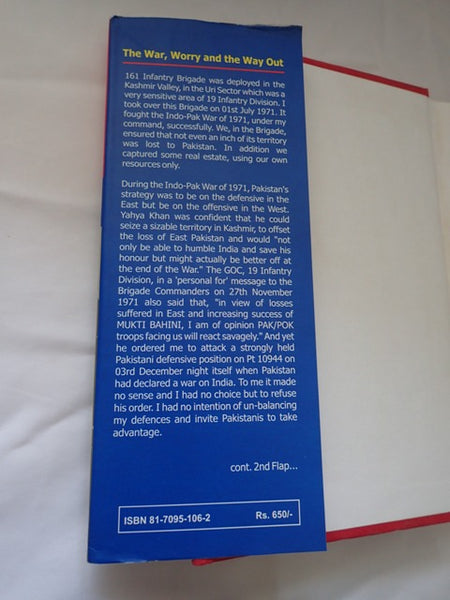 The War, Worry and the Way Out
161 Infantry Brigade was deployed in the
Kashmir Valley, in the Uri Sector which was a
very sensitive area of 19 Infantry Division. I
took over this Brigade on 01st July 1971. It
fought the Indo-Pak War of 1971, under my
command, successfully. We, in the Brigade,
ensured that not even an inch of its territory
was lost to Pakistan. In addition we
captured some real estate, using our own
resources only.
During the Indo-Pak War of 1971, Pakistan's
strategy was to be on the defensive in the
East but be on the offensive in the West.
Yahya Khan was confident that he could
seize a sizable territory in Kashmir, to offset
the loss of East Pakistan and would "not
only be able to humble India and save his
honour but might actually be better off at
the end of the War." The GOC, 19 Infantry
Division, in a 'personal for' message to the
Brigade Commanders on 27th November
1971 also said that, "in view of losses
suffered in East and increasing success of
MUKTI BAHINI, I am of opinion PAK/POK
troops facing us will react savagely." And yet
he ordered me to attack a strongly held
Pakistani defensive position on Pt 10944 on
03rd December night itself when Pakistan
had declared a war on India. To me it made
no sense and I had no choice but to refuse
his order. I had no intention of un-balancing
my defences and invite Pakistanis to take
advantage.
cont. 2nd Flap...
ISBN 81-7095-106-2 Rs. 650/-